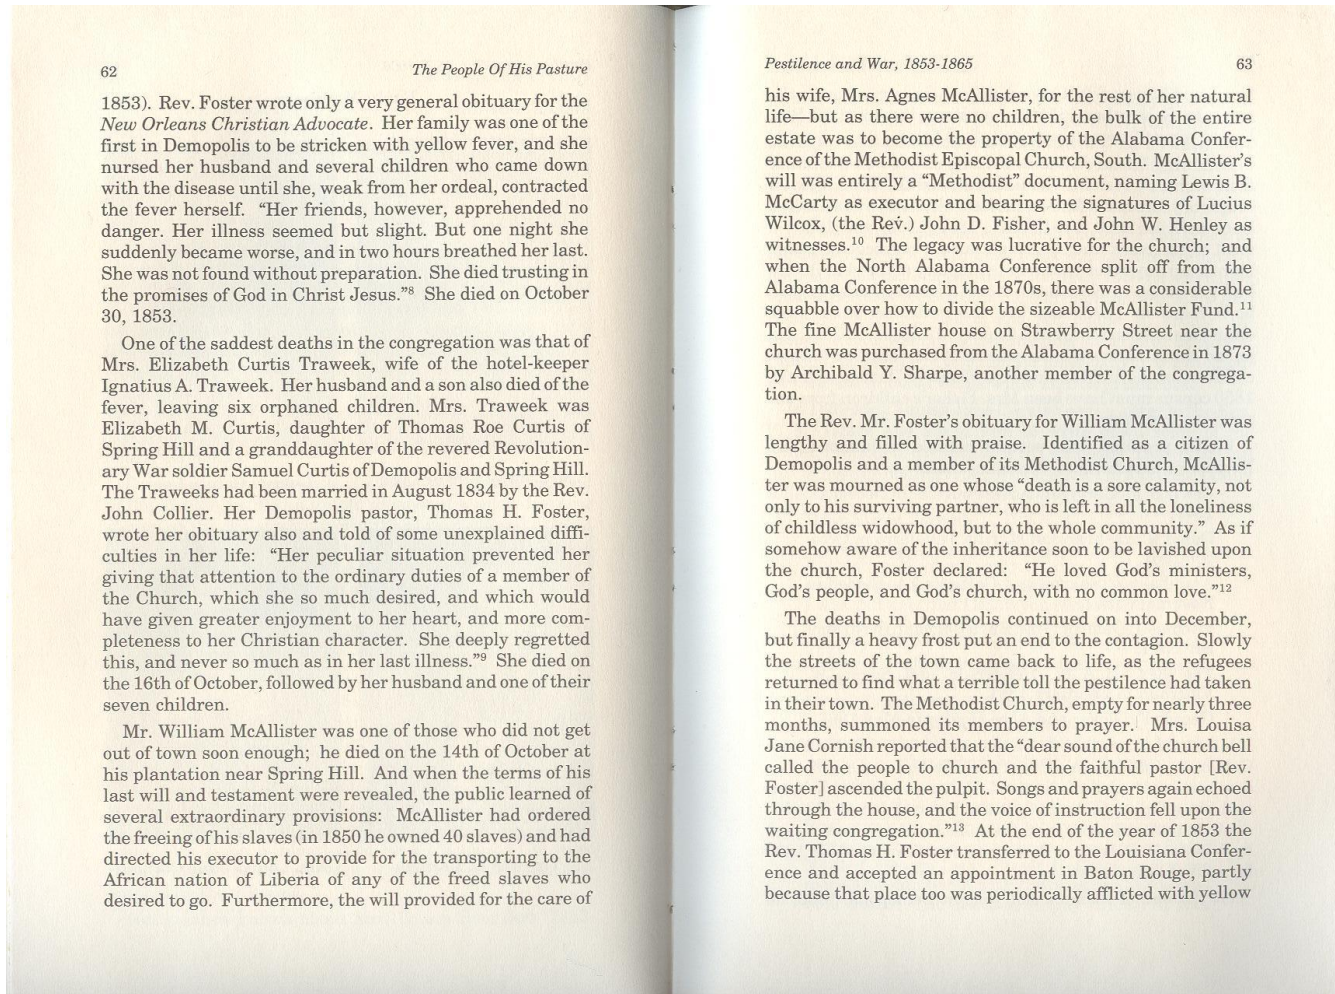 62
The People Of His Pasture
1853). Rev. Foster wrote only a very general obituary for the
New Orleans Christian Advocate. Her family was one of the
first in Demopolis to be stricken with yellow fever, and she
nursed her husband and several children who came down
with the disease until she, weak from her ordeal, contracted
the fever herself. “Her friends, however, apprehended no
danger. Her illness seemed but slight. But one night she
suddenly became worse, and in two hours breathed her last.
She was not found without preparation. She died trusting in
the promises of God in Christ Jesus.”⁸ She died on October
30, 1853.
One of the saddest deaths in the congregation was that of
Mrs. Elizabeth Curtis Traweek, wife of the hotel-keeper
Ignatius A. Traweek. Her husband and a son also died of the
fever, leaving six orphaned children. Mrs. Traweek was
Elizabeth M. Curtis, daughter of Thomas Roe Curtis of
Spring Hill and a granddaughter of the revered Revolution-
ary War soldier Samuel Curtis of Demopolis and Spring Hill.
The Traweeks had been married in August 1834 by the Rev.
John Collier. Her Demopolis pastor, Thomas H. Foster,
wrote her obituary also and told of some unexplained diffi-
culties in her life: “Her peculiar situation prevented her
giving that attention to the ordinary duties of a member of
the Church, which she so much desired, and which would
have given greater enjoyment to her heart, and more com-
pleteness to her Christian character. She deeply regretted
this, and never so much as in her last illness.”⁹ She died on
the 16th of October, followed by her husband and one of their
seven children.
Mr. William McAllister was one of those who did not get
out of town soon enough; he died on the 14th of October at
his plantation near Spring Hill. And when the terms of his
last will and testament were revealed, the public learned of
several extraordinary provisions: McAllister had ordered
the freeing of his slaves (in 1850 he owned 40 slaves) and had
directed his executor to provide for the transporting to the
African nation of Liberia of any of the freed slaves who
desired to go. Furthermore, the will provided for the care of
Pestilence and War, 1853-1865
63
his wife, Mrs. Agnes McAllister, for the rest of her natural
life—but as there were no children, the bulk of the entire
estate was to become the property of the Alabama Confer-
ence of the Methodist Episcopal Church, South. McAllister’s
will was entirely a “Methodist” document, naming Lewis B.
McCarty as executor and bearing the signatures of Lucius
Wilcox, (the Rev.) John D. Fisher, and John W. Henley as
witnesses.¹⁰ The legacy was lucrative for the church; and
when the North Alabama Conference split off from the
Alabama Conference in the 1870s, there was a considerable
squabble over how to divide the sizeable McAllister Fund.¹¹
The fine McAllister house on Strawberry Street near the
church was purchased from the Alabama Conference in 1873
by Archibald Y. Sharpe, another member of the congrega-
tion.
The Rev. Mr. Foster’s obituary for William McAllister was
lengthy and filled with praise. Identified as a citizen of
Demopolis and a member of its Methodist Church, McAllis-
ter was mourned as one whose “death is a sore calamity, not
only to his surviving partner, who is left in all the loneliness
of childless widowhood, but to the whole community.” As if
somehow aware of the inheritance soon to be lavished upon
the church, Foster declared: “He loved God’s ministers,
God’s people, and God’s church, with no common love.”¹²
The deaths in Demopolis continued on into December,
but finally a heavy frost put an end to the contagion. Slowly
the streets of the town came back to life, as the refugees
returned to find what a terrible toll the pestilence had taken
in their town. The Methodist Church, empty for nearly three
months, summoned its members to prayer. Mrs. Louisa
Jane Cornish reported that the “dear sound of the church bell
called the people to church and the faithful pastor [Rev.
Foster] ascended the pulpit. Songs and prayers again echoed
through the house, and the voice of instruction fell upon the
waiting congregation.”¹³ At the end of the year of 1853 the
Rev. Thomas H. Foster transferred to the Louisiana Confer-
ence and accepted an appointment in Baton Rouge, partly
because that place too was periodically afflicted with yellow